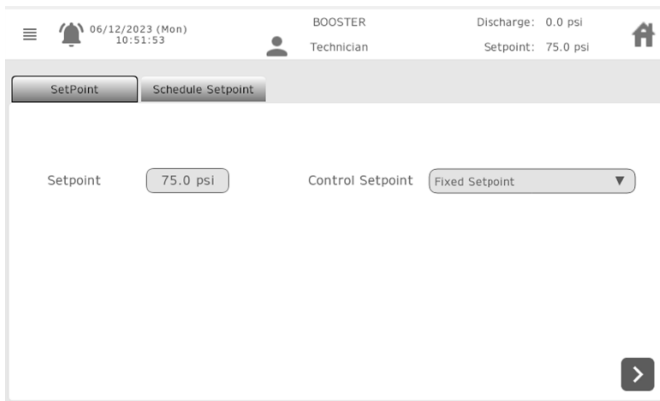 06/12/2023 (Mon)
10:51:53
BOOSTER
Technician
Discharge: 0.0 psi
Setpoint: 75.0 psi
SetPoint
Schedule Setpoint
Setpoint 75.0 psi
Control Setpoint Fixed Setpoint